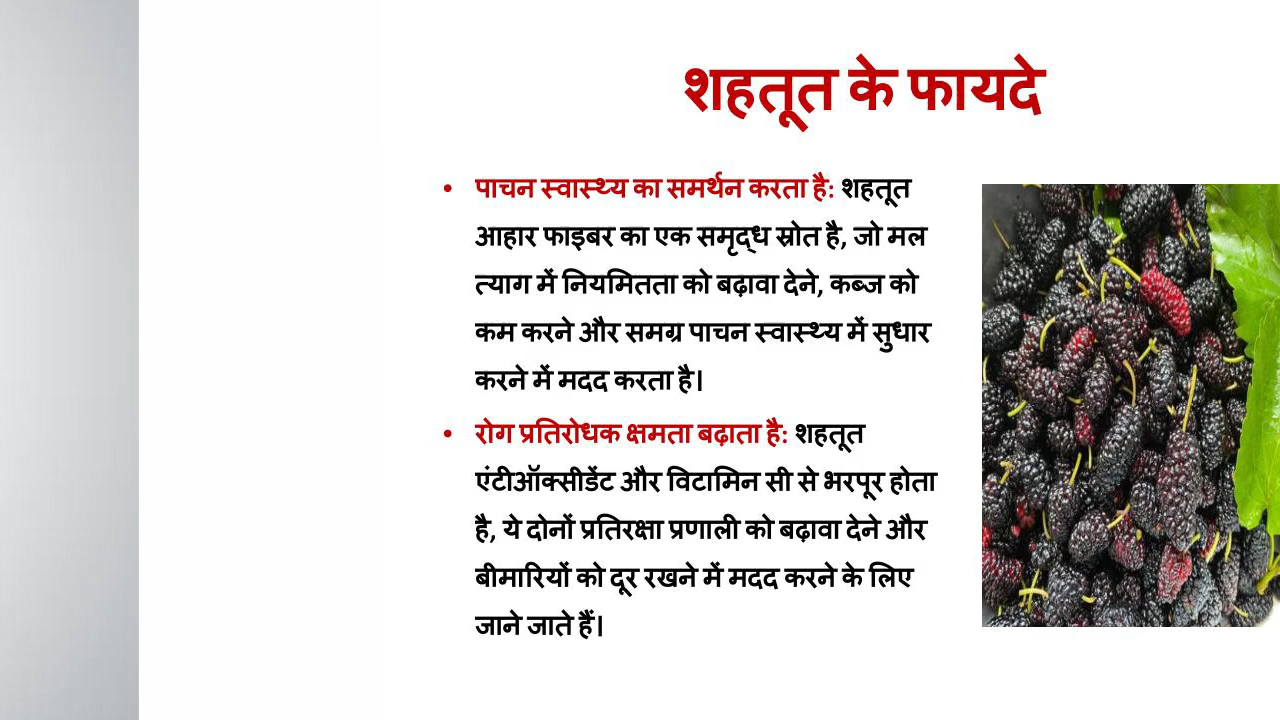 शहतूत के फायदे
• पाचन स्वास्थ्य का समर्थन करता है: शहतूत
आहार फाइबर का एक समृद्ध स्रोत है, जो मल
त्याग में नियमितता को बढ़ावा देने, कब्ज को
कम करने और समग्र पाचन स्वास्थ्य में सुधार
करने में मदद करता है।
• रोग प्रतिरोधक क्षमता बढ़ाता है: शहतूत
एंटीऑक्सीडेंट और विटामिन सी से भरपूर होता
है, ये दोनों प्रतिरक्षा प्रणाली को बढ़ावा देने और
बीमारियों को दूर रखने में मदद करने के लिए
जाने जाते हैं।